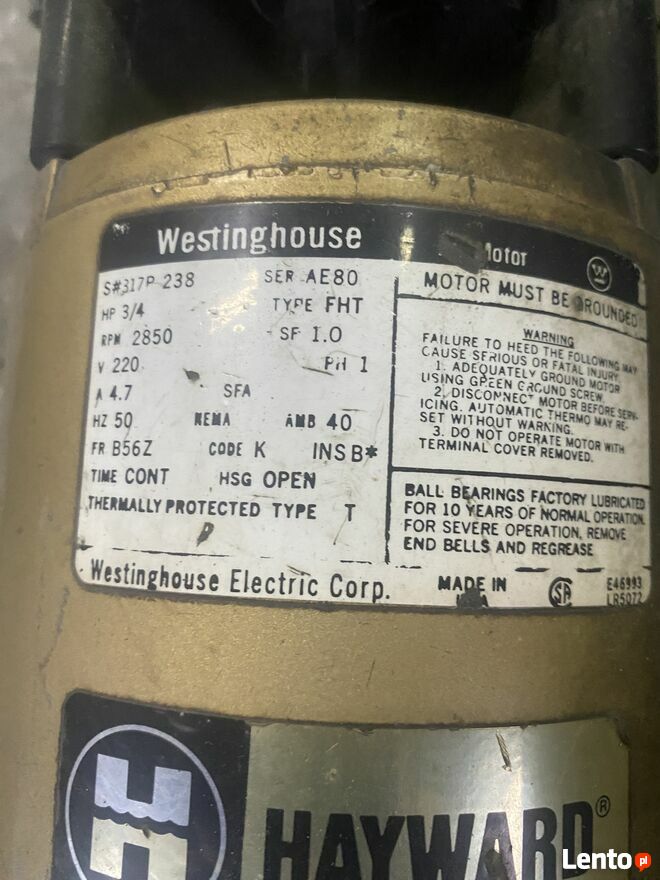 Westinghouse Motor
W
S#317P 238 SER AE80
HP 3/4 TYPE FHT
RPM 2850 SF 1.0
V 220 PH 1
A 4.7 SFA
HZ 50 NEMA AMB 40
FR B56Z CODE K INS B*
TIME CONT HSG OPEN
THERMALLY PROTECTED TYPE T
P
MOTOR MUST BE GROUNDED
WARNING
FAILURE TO HEED THE FOLLOWING MAY
CAUSE SERIOUS OR FATAL INJURY
1. ADEQUATELY GROUND MOTOR
USING GREEN GROUND SCREW.
2. DISCONNECT MOTOR BEFORE SERV-
ICING. AUTOMATIC THERMO MAY RE-
SET WITHOUT WARNING.
3. DO NOT OPERATE MOTOR WITH
TERMINAL COVER REMOVED.
BALL BEARINGS FACTORY LUBRICATED
FOR 10 YEARS OF NORMAL OPERATION.
FOR SEVERE OPERATION, REMOVE
END BELLS AND REGREASE
Westinghouse Electric Corp. MADE IN USA SA E46993
LR5072
H
HAYWARD®
Lento.pl